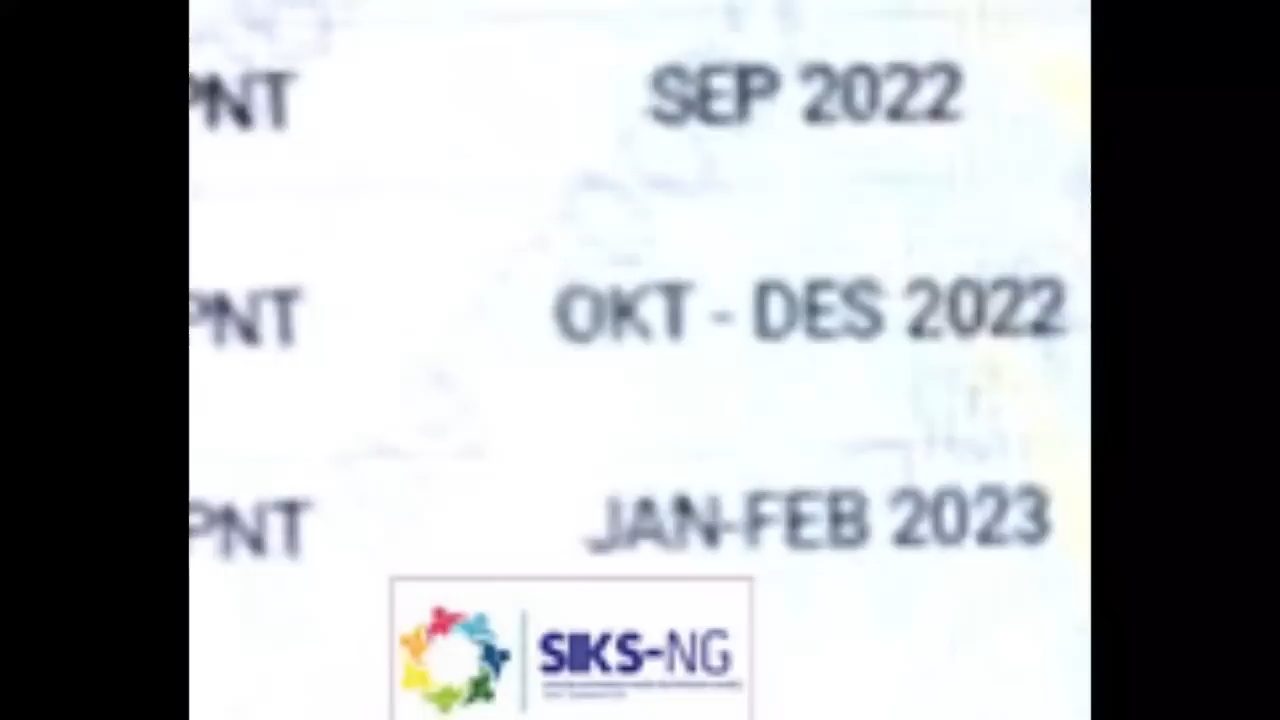 PNT SEP 2022
PNT OKT - DES 2022
PNT JAN-FEB 2023
SIKS-NG